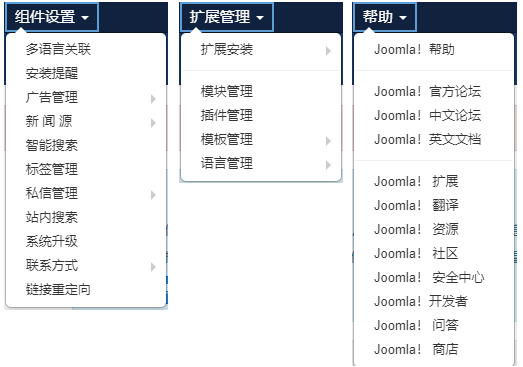 组件设置
多语言关联
安装提醒
广告管理
新 闻 源
智能搜索
标签管理
私信管理
站内搜索
系统升级
联系方式
链接重定向
扩展管理
扩展安装
模块管理
插件管理
模板管理
语言管理
帮助
Joomla! 帮助
Joomla! 官方论坛
Joomla! 中文论坛
Joomla! 英文文档
Joomla! 扩展
Joomla! 翻译
Joomla! 资源
Joomla! 社区
Joomla! 安全中心
Joomla! 开发者
Joomla! 问答
Joomla! 商店